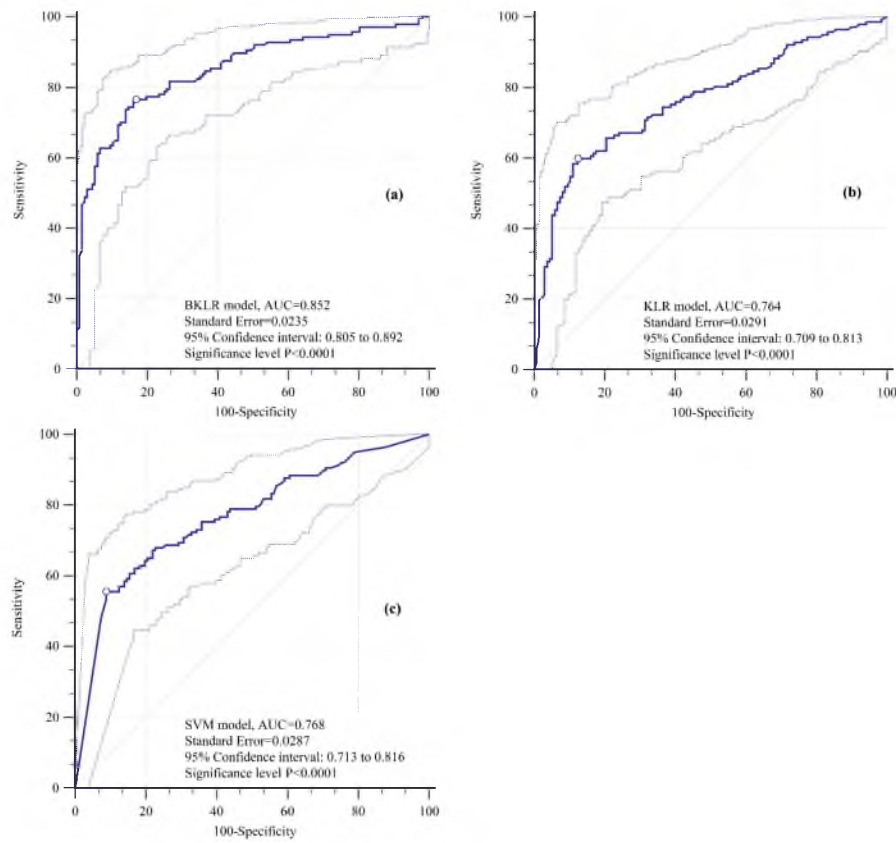 100
80
60
40
20
0
Sensitivity
(a)
BKLR model, AUC=0.852
Standard Error=0.0235
95% Confidence interval: 0.805 to 0.892
Significance level P<0.0001
0 20 40 60 80 100
100-Specificity
100
80
60
40
20
0
Sensitivity
(b)
KLR model, AUC=0.764
Standard Error=0.0291
95% Confidence interval: 0.709 to 0.813
Significance level P<0.0001
0 20 40 60 80 100
100-Specificity
100
80
60
40
20
0
Sensitivity
(c)
SVM model, AUC=0.768
Standard Error=0.0287
95% Confidence interval: 0.713 to 0.816
Significance level P<0.0001
0 20 40 60 80 100
100-Specificity